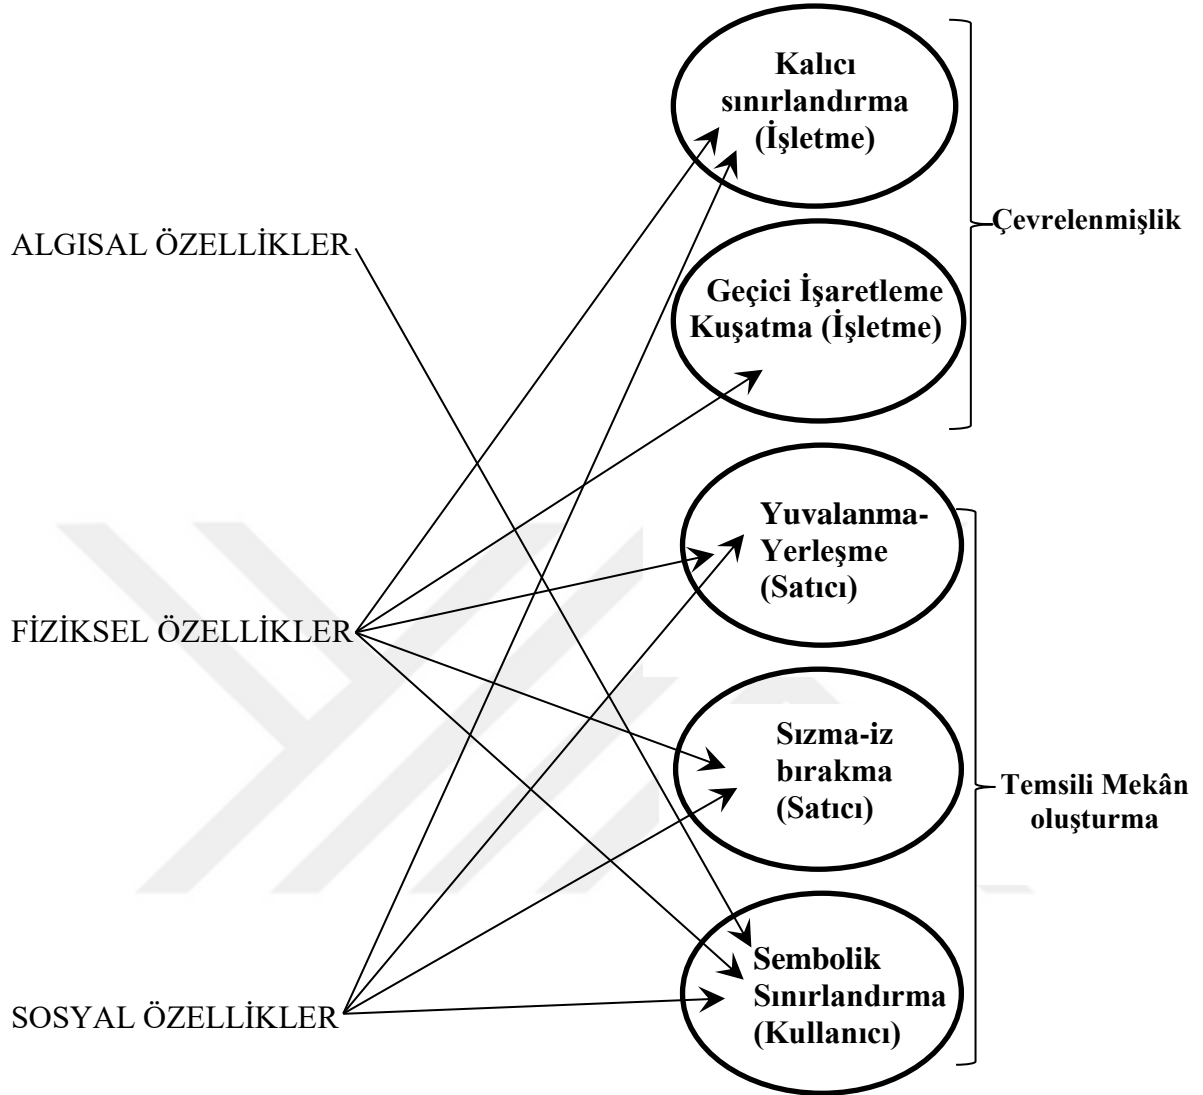 Kalıcı
sınırlandırma
(İşletme)
Çevrelenmişlik
ALGISAL ÖZELLİKLER
Geçici İşaretleme
Kuşatma (İşletme)
Yuvalanma-
Yerleşme
(Satıcı)
FİZİKSEL ÖZELLİKLER
Sızma-iz
bırakma
(Satıcı)
Temsili Mekân
oluşturma
Sembolik
Sınırlandırma
(Kullanıcı)
SOSYAL ÖZELLİKLER